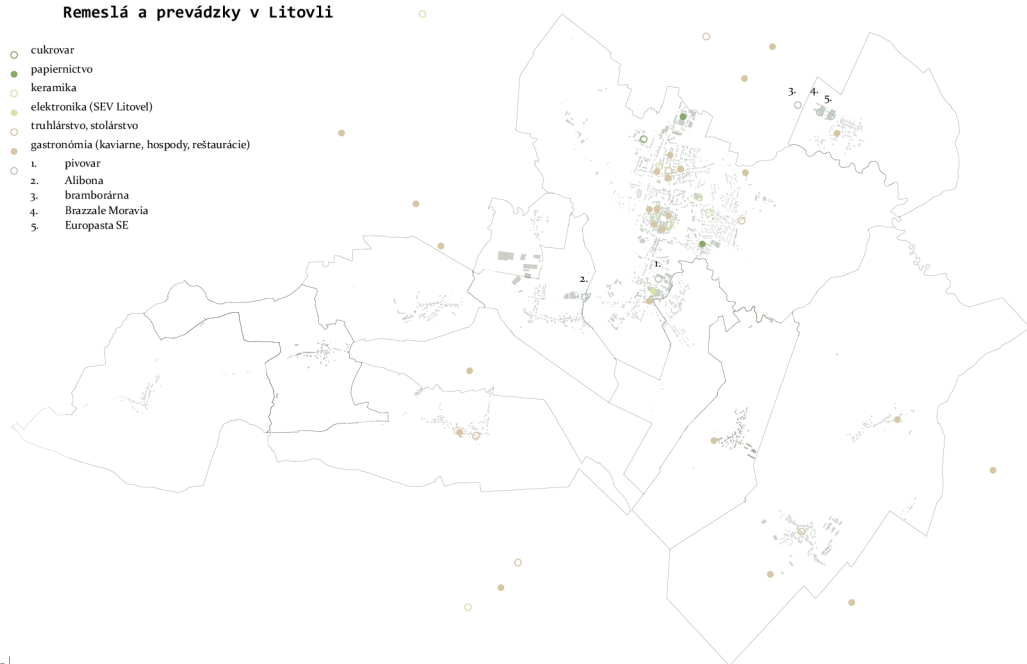 Remeslá a prevádzky v Litovli
cukrovar
papiernictvo
keramika
elektronika (SEV Litovel)
truhlárstvo, stolárstvo
gastronómia (kaviarne, hospody, reštaurácie)
1. pivovar
2. Alibona
3. bramborárna
4. Brazzale Moravia
5. Europasta SE
3. 4. 5.
1.
2.